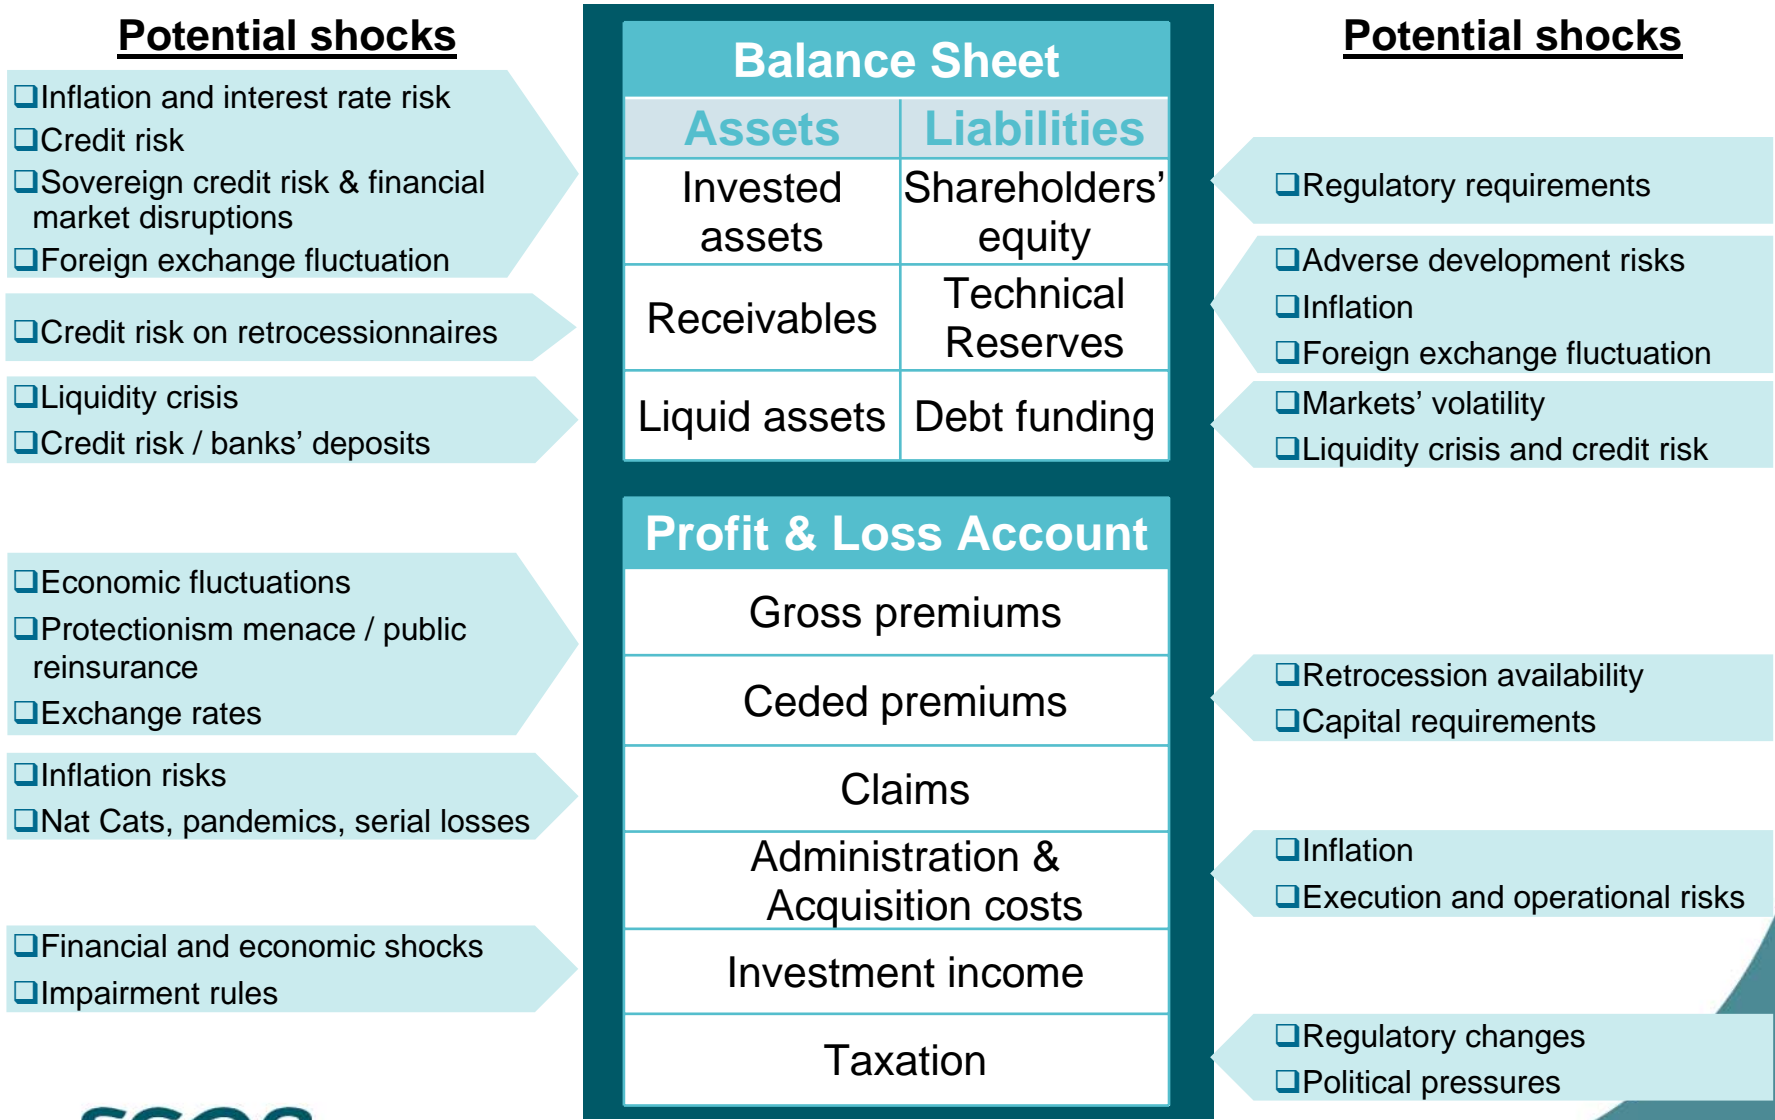 Potential shocks
❑Inflation and interest rate risk
❑Credit risk
❑Sovereign credit risk & financial
market disruptions
❑Foreign exchange fluctuation
❑Credit risk on retrocessionnaires
❑Liquidity crisis
❑Credit risk / banks’ deposits
❑Economic fluctuations
❑Protectionism menace / public
reinsurance
❑Exchange rates
❑Inflation risks
❑Nat Cats, pandemics, serial losses
❑Financial and economic shocks
❑Impairment rules
Balance Sheet
Assets Liabilities
Invested
assets
Shareholders’
equity
Receivables
Technical
Reserves
Liquid assets
Debt funding
Profit & Loss Account
Gross premiums
Ceded premiums
Claims
Administration &
Acquisition costs
Investment income
Taxation
Potential shocks
❑Regulatory requirements
❑Adverse development risks
❑Inflation
❑Foreign exchange fluctuation
❑Markets’ volatility
❑Liquidity crisis and credit risk
❑Retrocession availability
❑Capital requirements
❑Inflation
❑Execution and operational risks
❑Regulatory changes
❑Political pressures